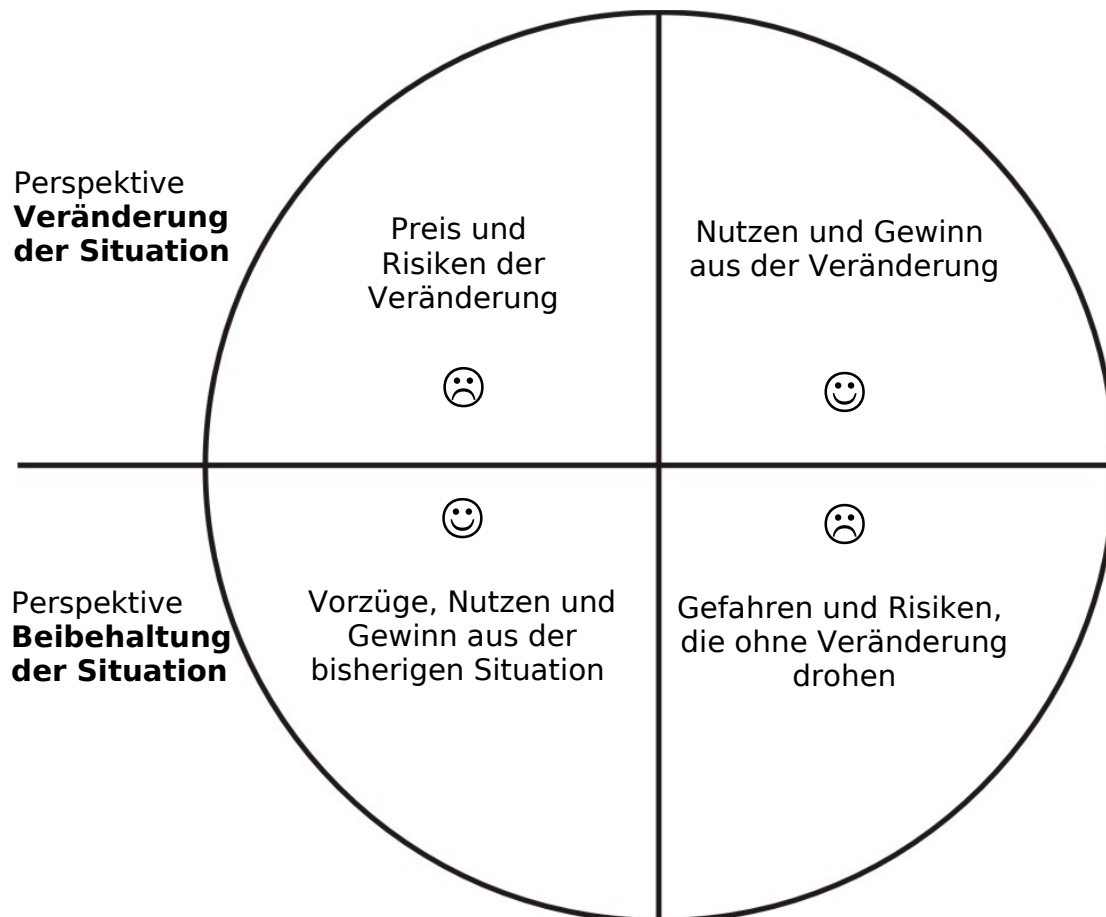 Perspektive
Veränderung
der Situation
Preis und
Risiken der
Veränderung
Nutzen und Gewinn
aus der Veränderung
Perspektive
Beibehaltung
der Situation
Vorzüge, Nutzen und
Gewinn aus der
bisherigen Situation
Gefahren und Risiken,
die ohne Veränderung
drohen